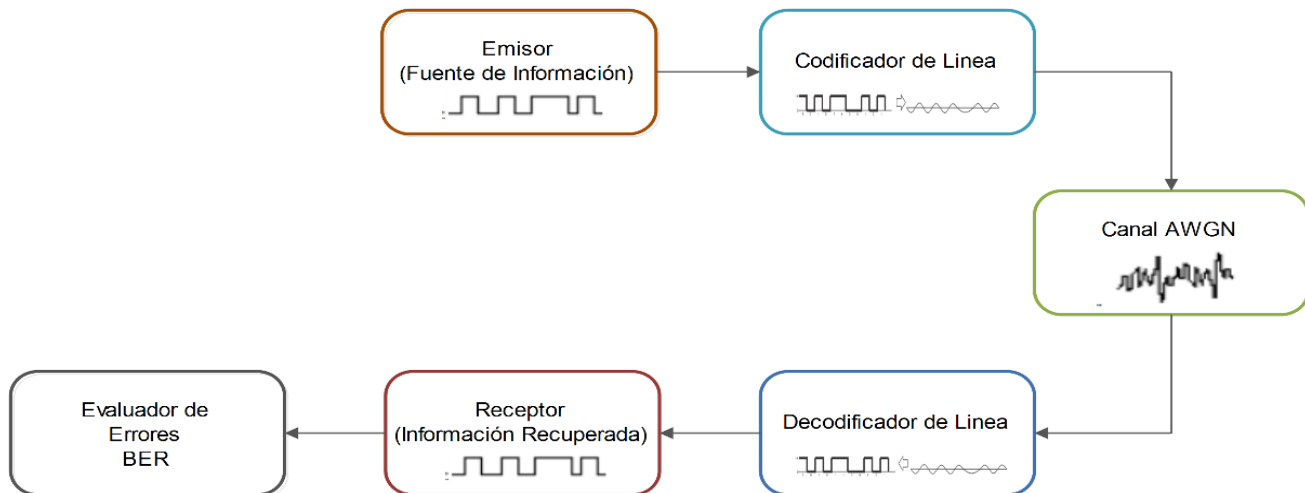 Emisor
(Fuente de Información)
Codificador de Linea
Canal AWGN
Decodificador de Linea
Receptor
(Información Recuperada)
Evaluador de
Errores
BER